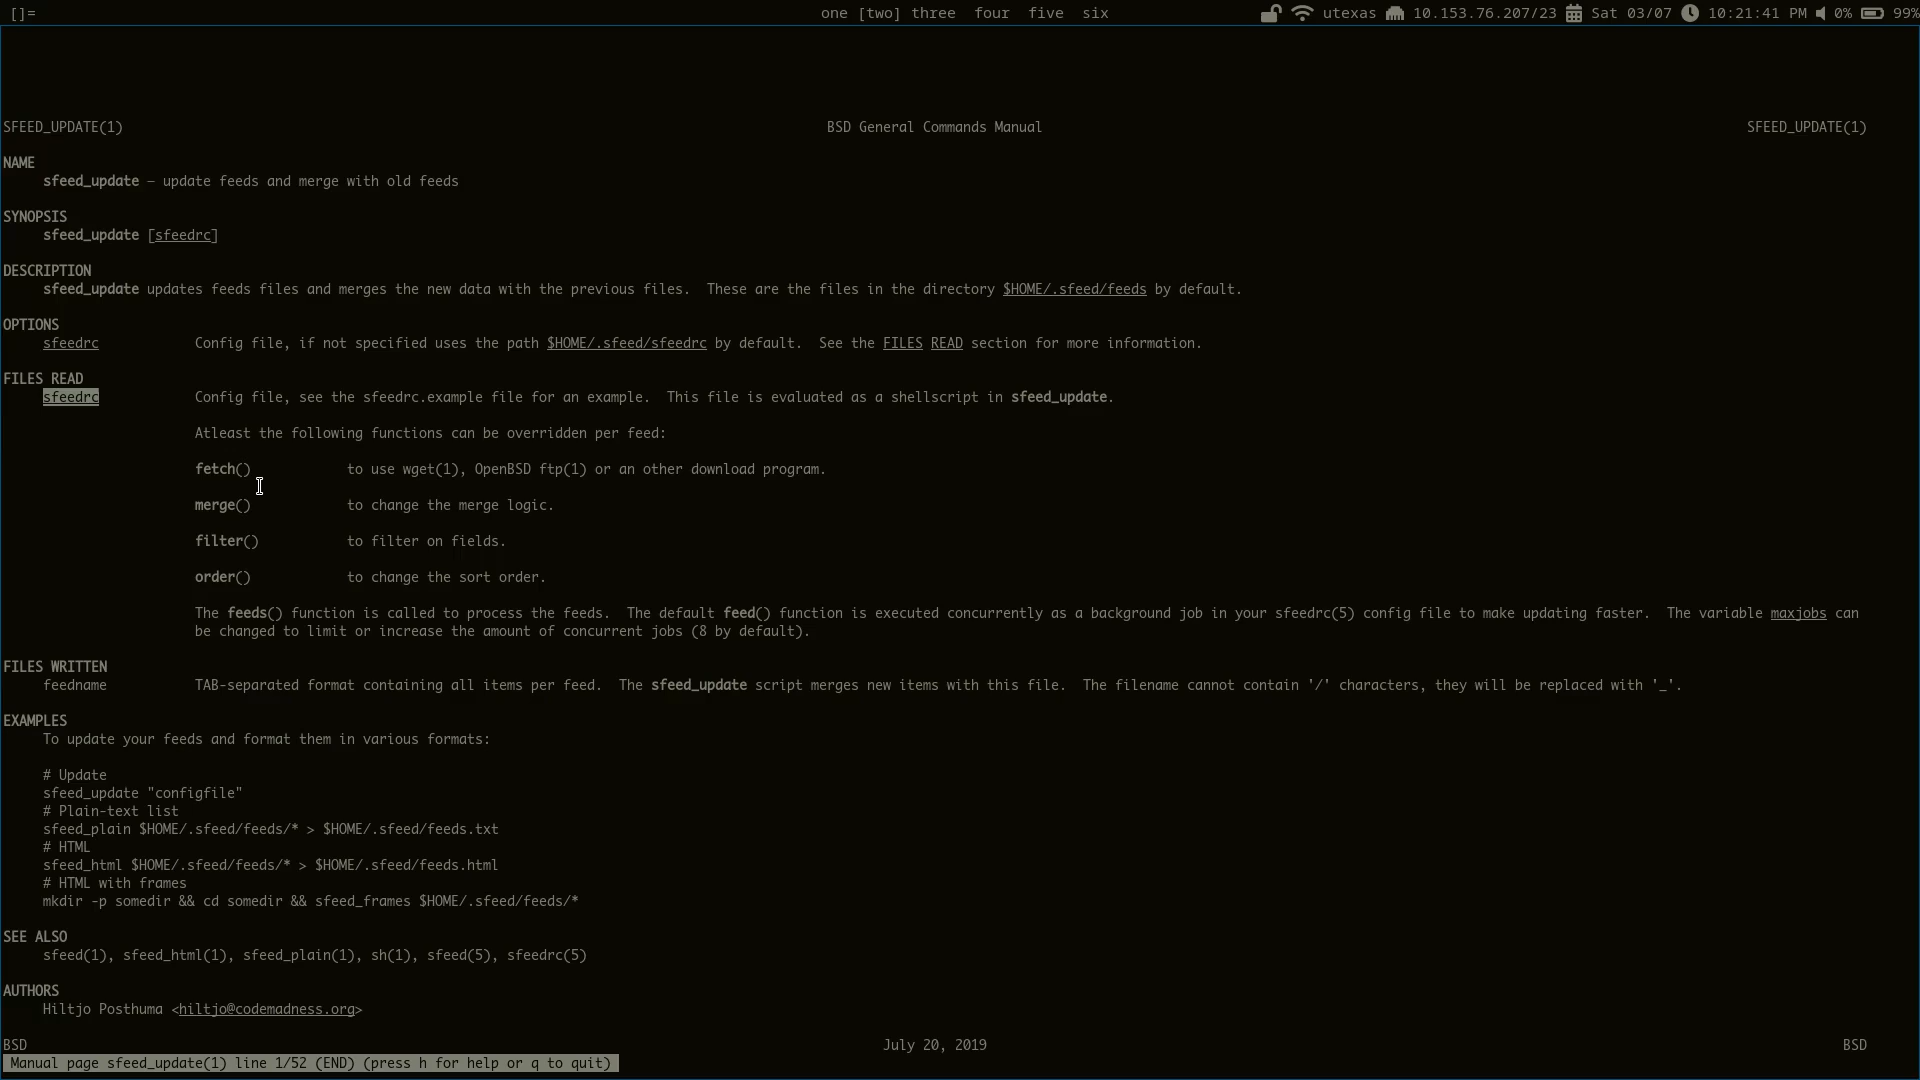 []= one [two] three four five six utexas 10.153.76.207/23 Sat 03/07 10:21:41 PM 0% 99%
SFEED_UPDATE(1) BSD General Commands Manual SFEED_UPDATE(1)
NAME
sfeed_update — update feeds and merge with old feeds
SYNOPSIS
sfeed_update [sfeedrc]
DESCRIPTION
sfeed_update updates feeds files and merges the new data with the previous files. These are the files in the directory $HOME/.sfeed/feeds by default.
OPTIONS
sfeedrc Config file, if not specified uses the path $HOME/.sfeed/sfeedrc by default. See the FILES READ section for more information.
FILES READ
sfeedrc Config file, see the sfeedrc.example file for an example. This file is evaluated as a shellscript in sfeed_update.
Atleast the following functions can be overridden per feed:
fetch() to use wget(1), OpenBSD ftp(1) or an other download program.
merge() to change the merge logic.
filter() to filter on fields.
order() to change the sort order.
The feeds() function is called to process the feeds. The default feed() function is executed concurrently as a background job in your sfeedrc(5) config file to make updating faster. The variable maxjobs can
be changed to limit or increase the amount of concurrent jobs (8 by default).
FILES WRITTEN
feedname TAB-separated format containing all items per feed. The sfeed_update script merges new items with this file. The filename cannot contain '/' characters, they will be replaced with '_'.
EXAMPLES
To update your feeds and format them in various formats:
# Update
sfeed_update "configfile"
# Plain-text list
sfeed_plain $HOME/.sfeed/feeds/* > $HOME/.sfeed/feeds.txt
# HTML
sfeed_html $HOME/.sfeed/feeds/* > $HOME/.sfeed/feeds.html
# HTML with frames
mkdir -p somedir && cd somedir && sfeed_frames $HOME/.sfeed/feeds/*
SEE ALSO
sfeed(1), sfeed_html(1), sfeed_plain(1), sh(1), sfeed(5), sfeedrc(5)
AUTHORS
Hiltjo Posthuma <hiltjo@codemadness.org>
BSD July 20, 2019 BSD
Manual page sfeed_update(1) line 1/52 (END) (press h for help or q to quit)